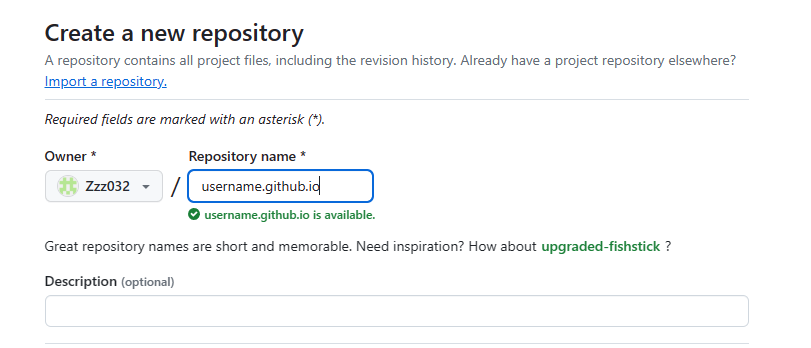 Create a new repository
A repository contains all project files, including the revision history. Already have a project repository elsewhere?
Import a repository.
Required fields are marked with an asterisk (*).
Owner * Repository name *
Zzz032 / username.github.io
username.github.io is available.
Great repository names are short and memorable. Need inspiration? How about upgraded-fishstick ?
Description (optional)